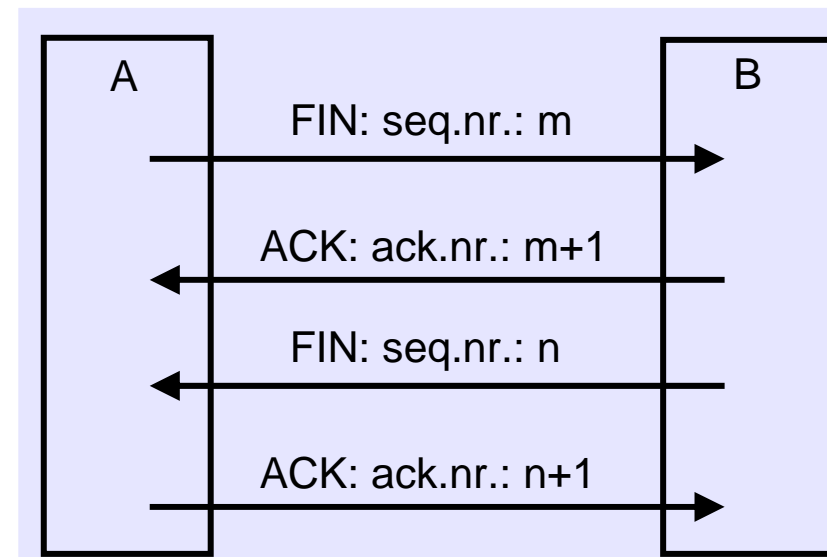 A
B
FIN: seq.nr.: m
ACK: ack.nr.: m+1
FIN: seq.nr.: n
ACK: ack.nr.: n+1